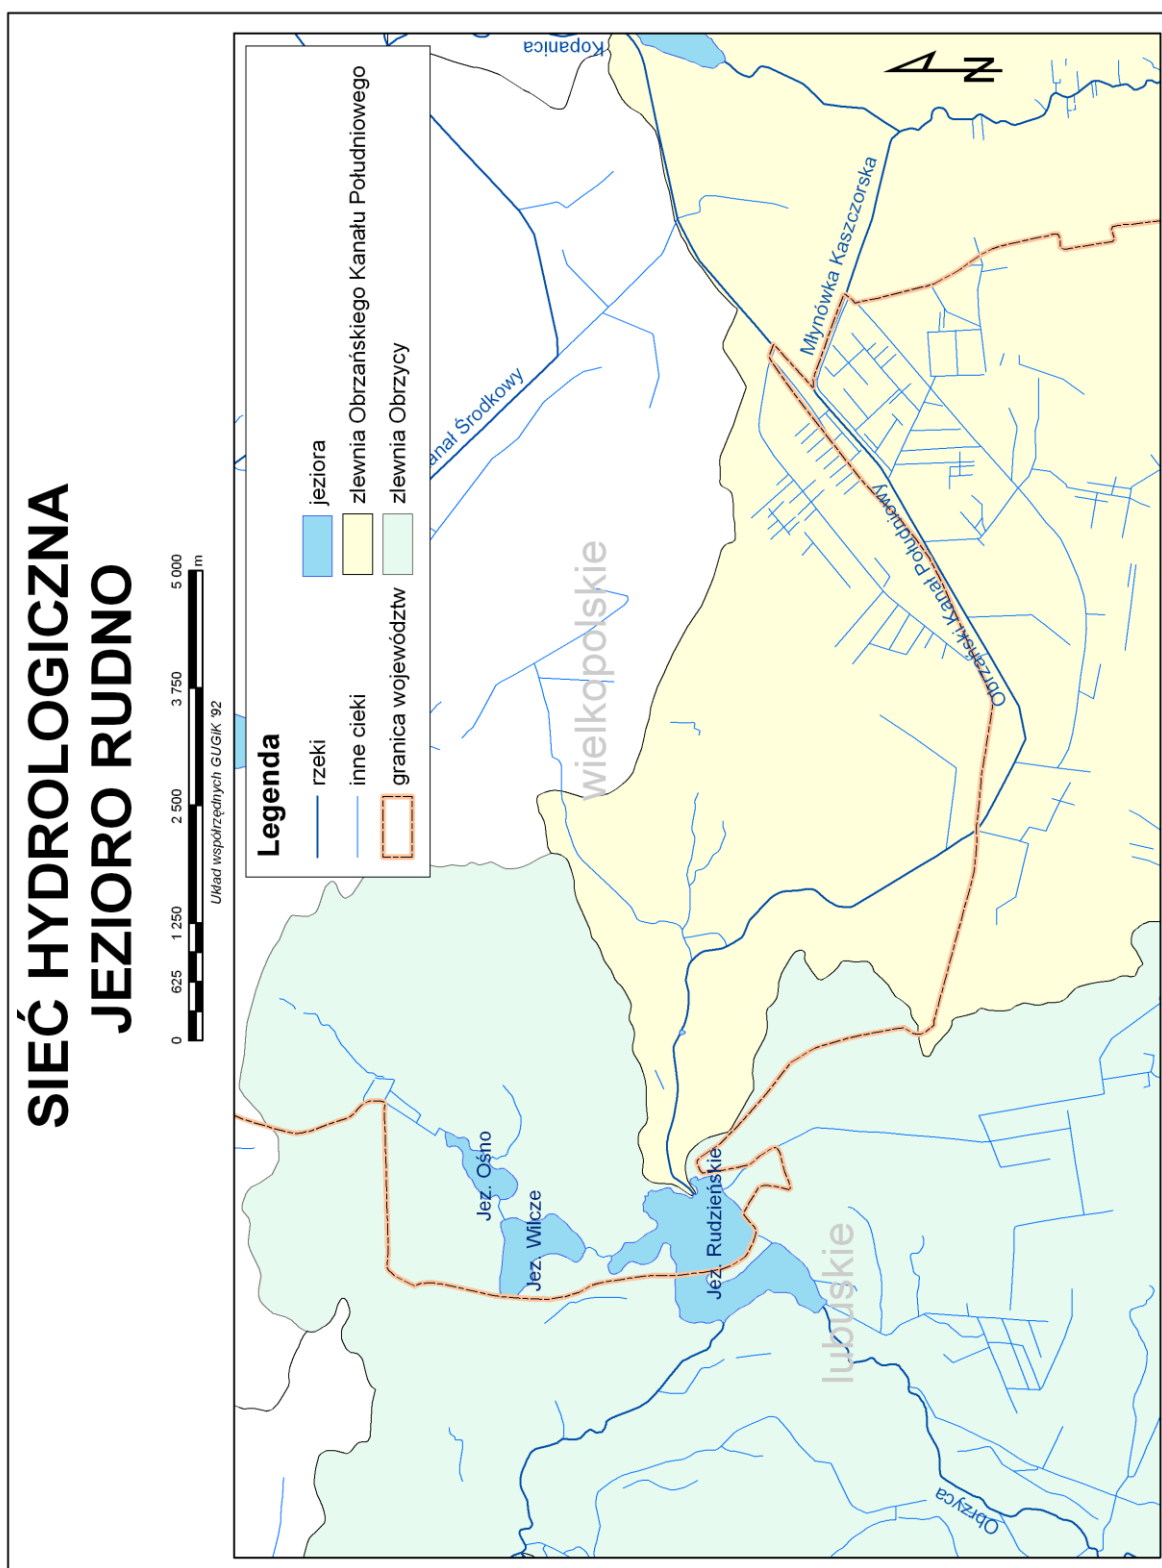 SIEĆ HYDROLOGICZNA
JEZIORO RUDNO
0 625 1 250 2 500 3 750 5 000
m
Układ współrzędnych GUGiK '92
Legenda
rzeki
inne cieki
granica województw
jeziora
zlewnia Obrzańskiego Kanału Południowego
zlewnia Obrzycy
anał Środkowy
Kopanica
N
wielkopolskie
Młynówka Kaszczorska
Obrzański Kanał Południowy
Jez. Ośno
Jez. Wilcze
Jez. Rudzieńskie
lubuskie
Obrzyca